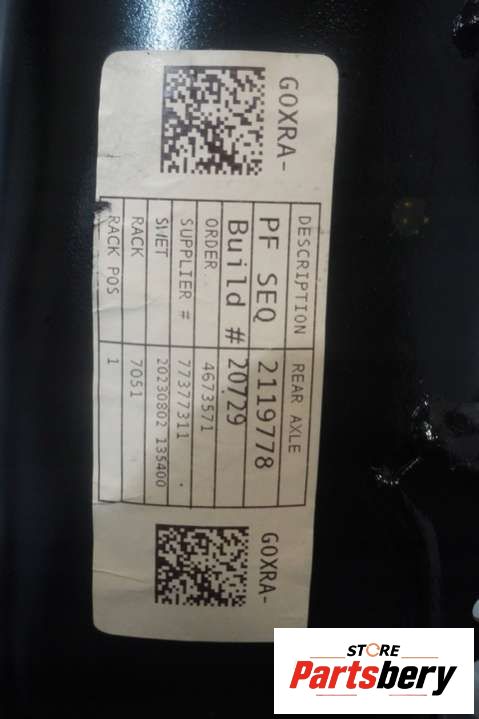 GOXRA-
DESCRIPTION REAR AXLE
PF SEQ 2119778
Build # 20729
ORDER 4673571
SUPPLIER # 77377311
SWET 20230802 135400
RACK 7051
RACK POS 1
GOXRA-
STORE
Partsbery